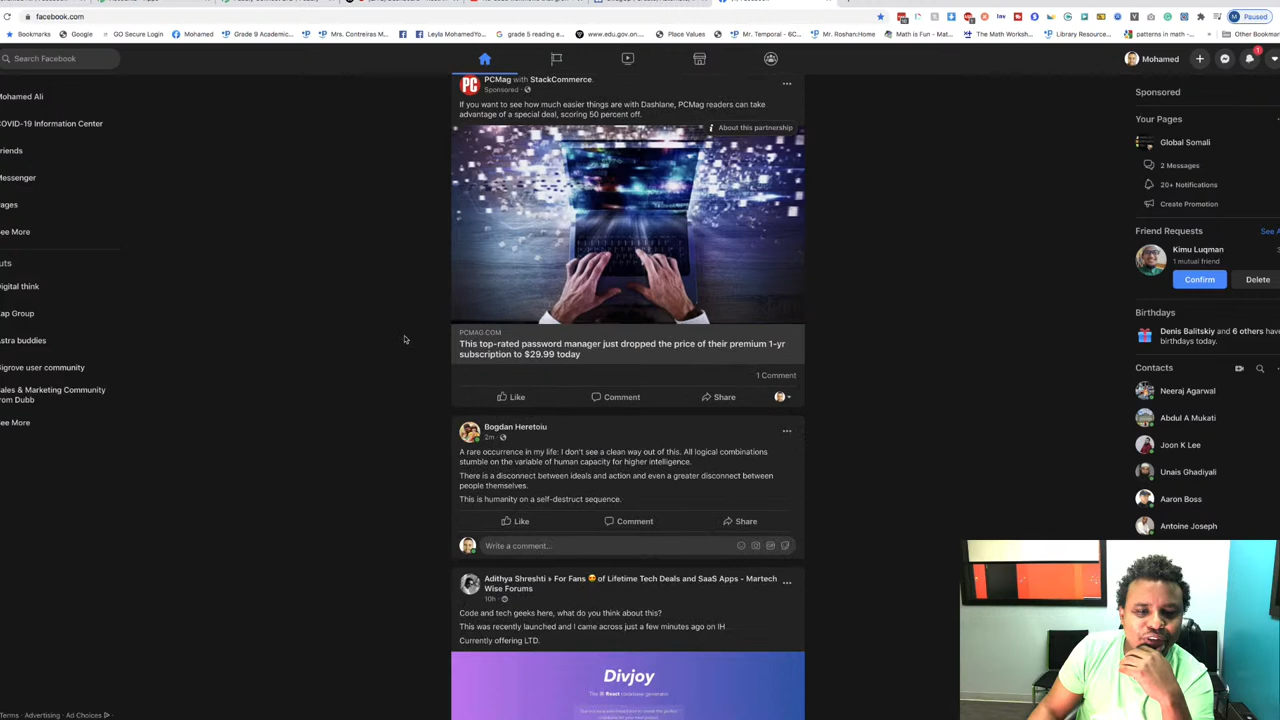 facebook.com
Paused
Bookmarks
Google
GO Secure Login
Mohamed
Grade 9 Academic...
Mrs. Contreiras M...
Leyla MohamedYo...
grade 5 reading e...
www.edu.gov.on...
Place Values
Mr. Temporal - 6C...
Mr. Roshan:Home
Math is Fun - Mat...
The Math Worksh...
Library Resource...
patterns in math -...
Other Bookmar
Search Facebook
Mohamed
1
ohamed Ali
OVID-19 Information Center
riends
essenger
ages
ee More
uts
igital think
ap Group
stra buddies
igrove user community
ales & Marketing Community
rom Dubb
ee More
erms · Advertising · Ad Choices
PC
PCMag with StackCommerce.
Sponsored ·
If you want to see how much easier things are with Dashlane, PCMag readers can take
advantage of a special deal, scoring 50 percent off.
About this partnership
PCMAG.COM
This top-rated password manager just dropped the price of their premium 1-yr
subscription to $29.99 today
1 Comment
Like
Comment
Share
Bogdan Heretoiu
2m ·
A rare occurrence in my life: I don't see a clean way out of this. All logical combinations
stumble on the variable of human capacity for higher intelligence.
There is a disconnect between ideals and action and even a greater disconnect between
people themselves.
This is humanity on a self-destruct sequence.
Like
Comment
Share
Write a comment...
Adithya Shreshti ▸ For Fans 😍 of Lifetime Tech Deals and SaaS Apps - Martech
Wise Forums
10h ·
Code and tech geeks here, what do you think about this?
This was recently launched and I came across just a few minutes ago on IH
Currently offering LTD.
Divjoy
Sponsored
Your Pages
Global Somali
2 Messages
20+ Notifications
Create Promotion
Friend Requests
See A
Kimu Luqman
1 mutual friend
Confirm
Delete
Birthdays
Denis Balitskiy and 6 others have
birthdays today.
Contacts
Neeraj Agarwal
Abdul A Mukati
Joon K Lee
Unais Ghadiyali
Aaron Boss
Antoine Joseph